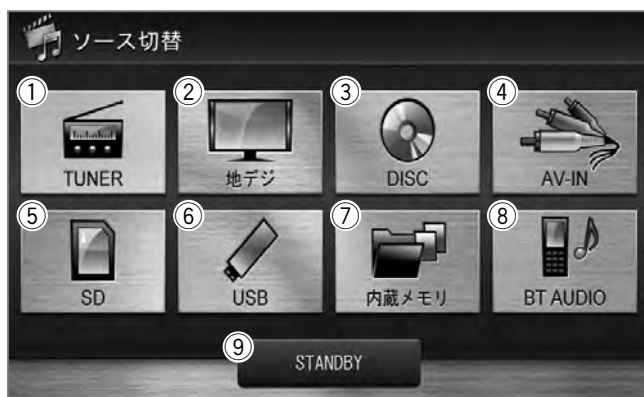 ソース切替
① ② ③ ④
TUNER 地デジ DISC AV-IN
⑤ ⑥ ⑦ ⑧
SD USB 内蔵メモリ BT AUDIO
⑨
STANDBY